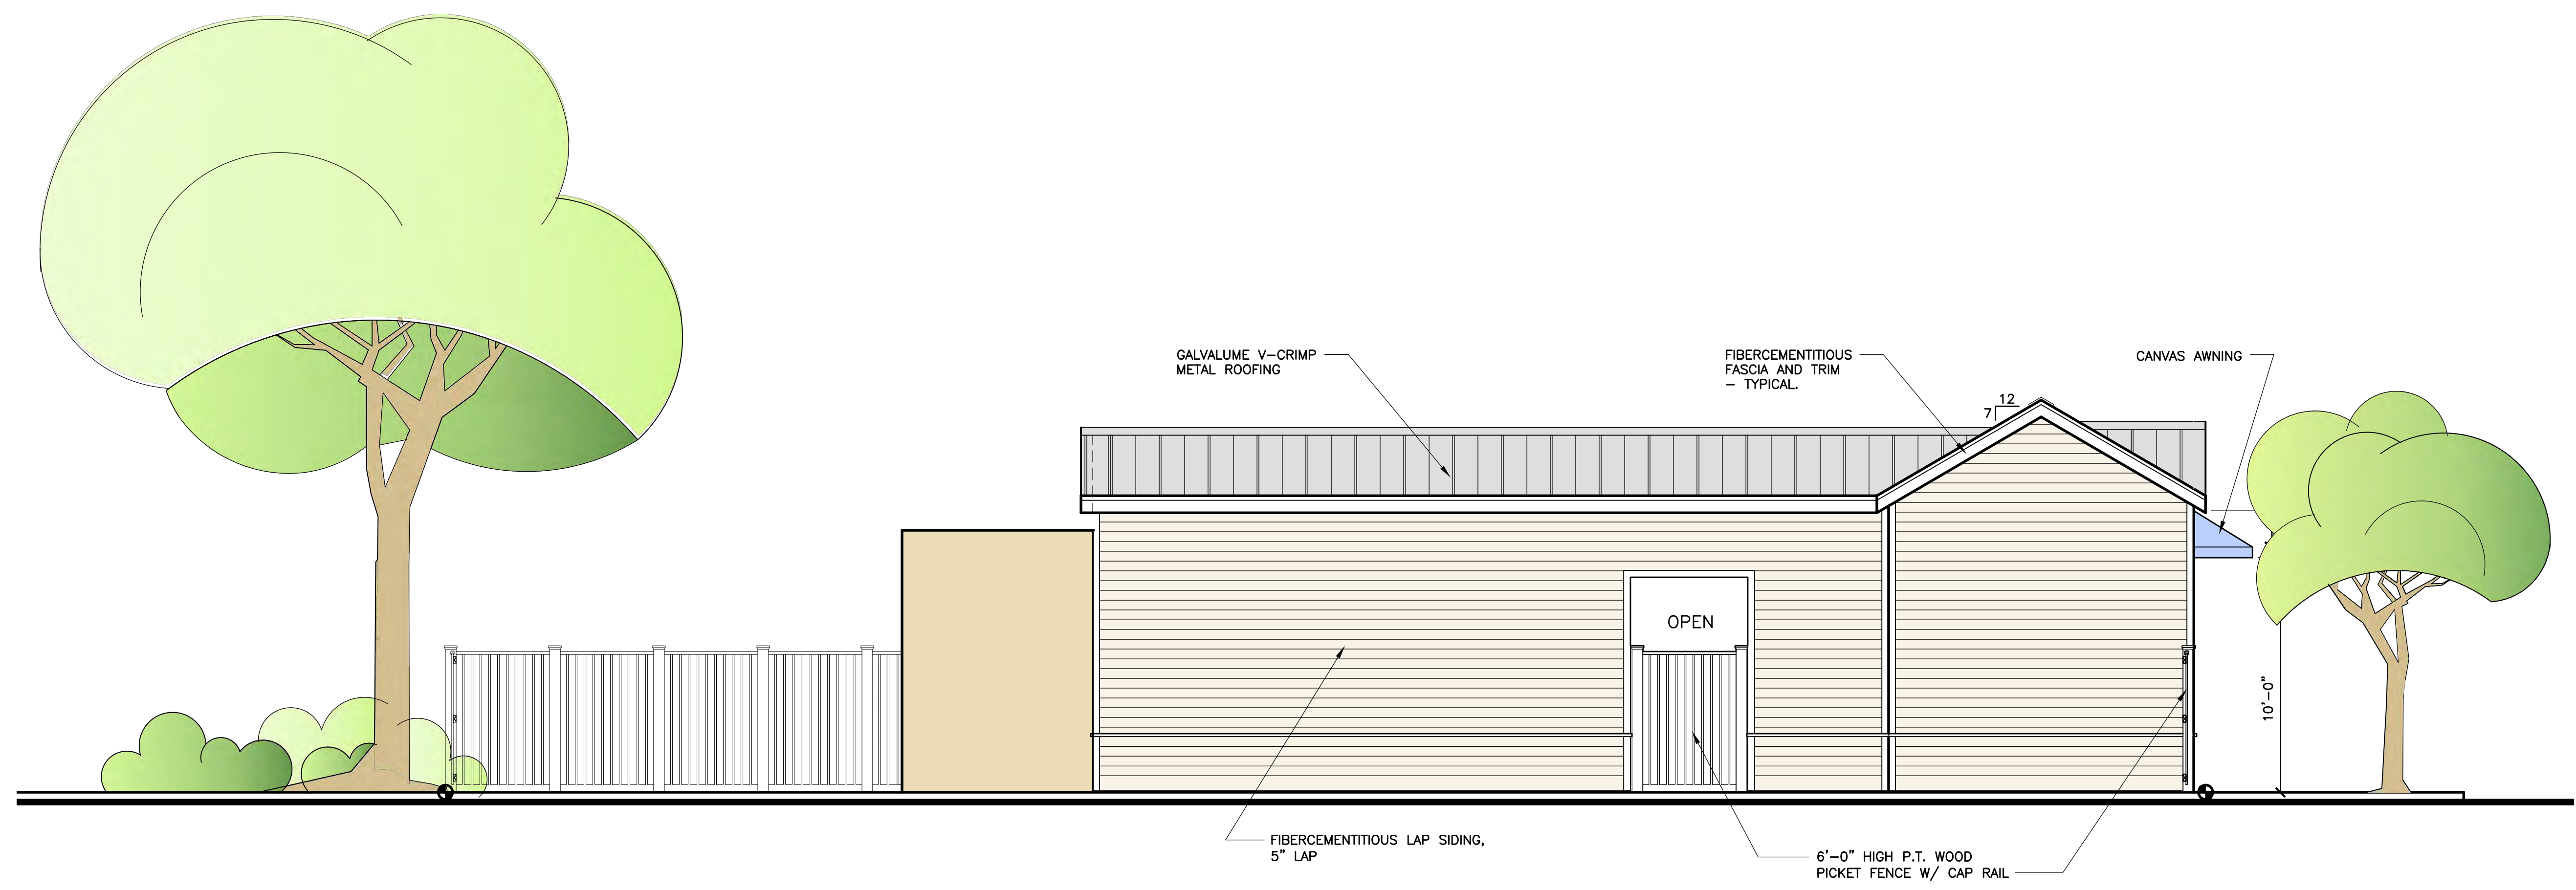 GALVALUME V-CRIMP
METAL ROOFING
FIBERCEMENTITIOUS
FASCIA AND TRIM
- TYPICAL.
CANVAS AWNING
12
7
OPEN
10'-0"
FIBERCEMENTITIOUS LAP SIDING,
5" LAP
6'-0" HIGH P.T. WOOD
PICKET FENCE W/ CAP RAIL